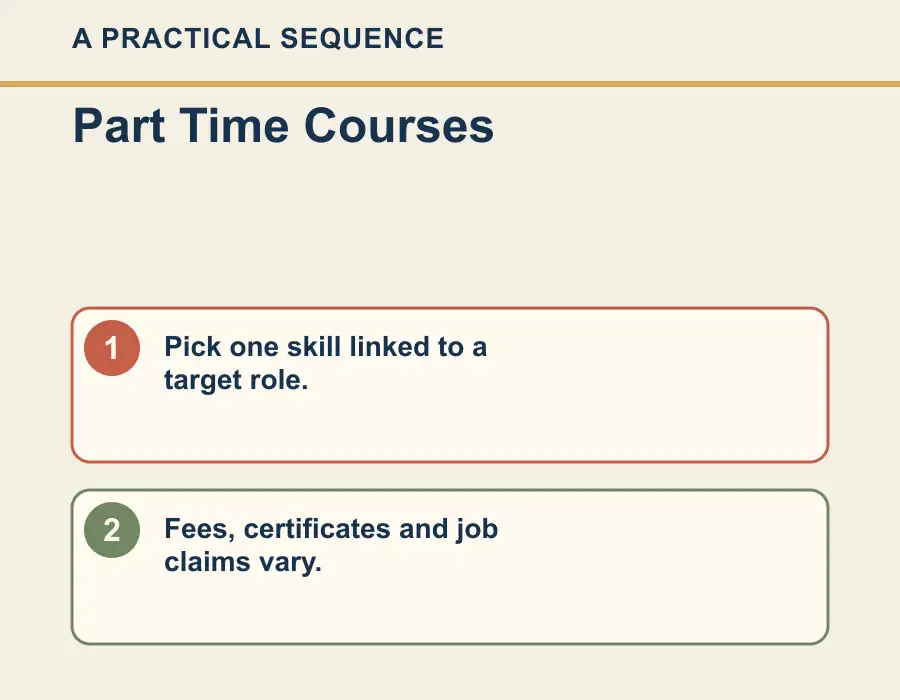 A PRACTICAL SEQUENCE
Part Time Courses
1
Pick one skill linked to a
target role.
2
Fees, certificates and job
claims vary.